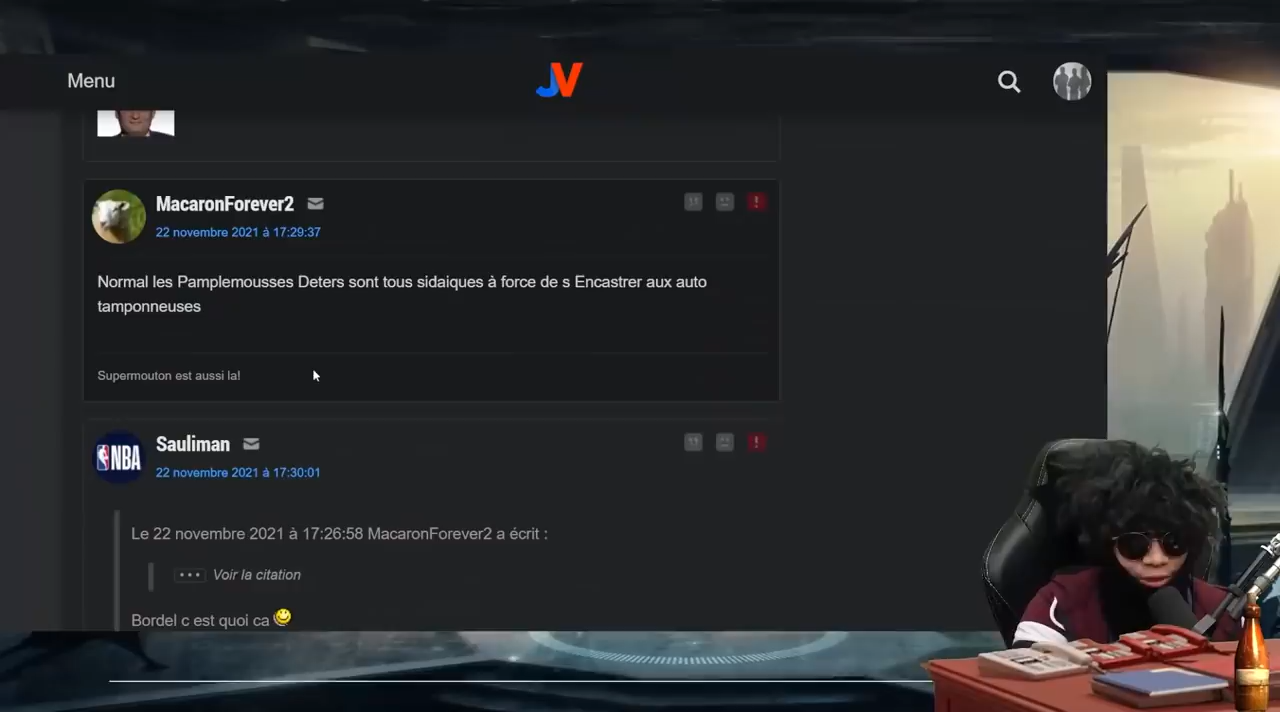 Menu
JV
MacaronForever2
22 novembre 2021 à 17:29:37
Normal les Pamplemousses Deters sont tous sidaiques à force de s Encastrer aux auto
tamponneuses
Supermouton est aussi la!
NBA
Sauliman
22 novembre 2021 à 17:30:01
Le 22 novembre 2021 à 17:26:58 MacaronForever2 a écrit :
Voir la citation
Bordel c est quoi ca